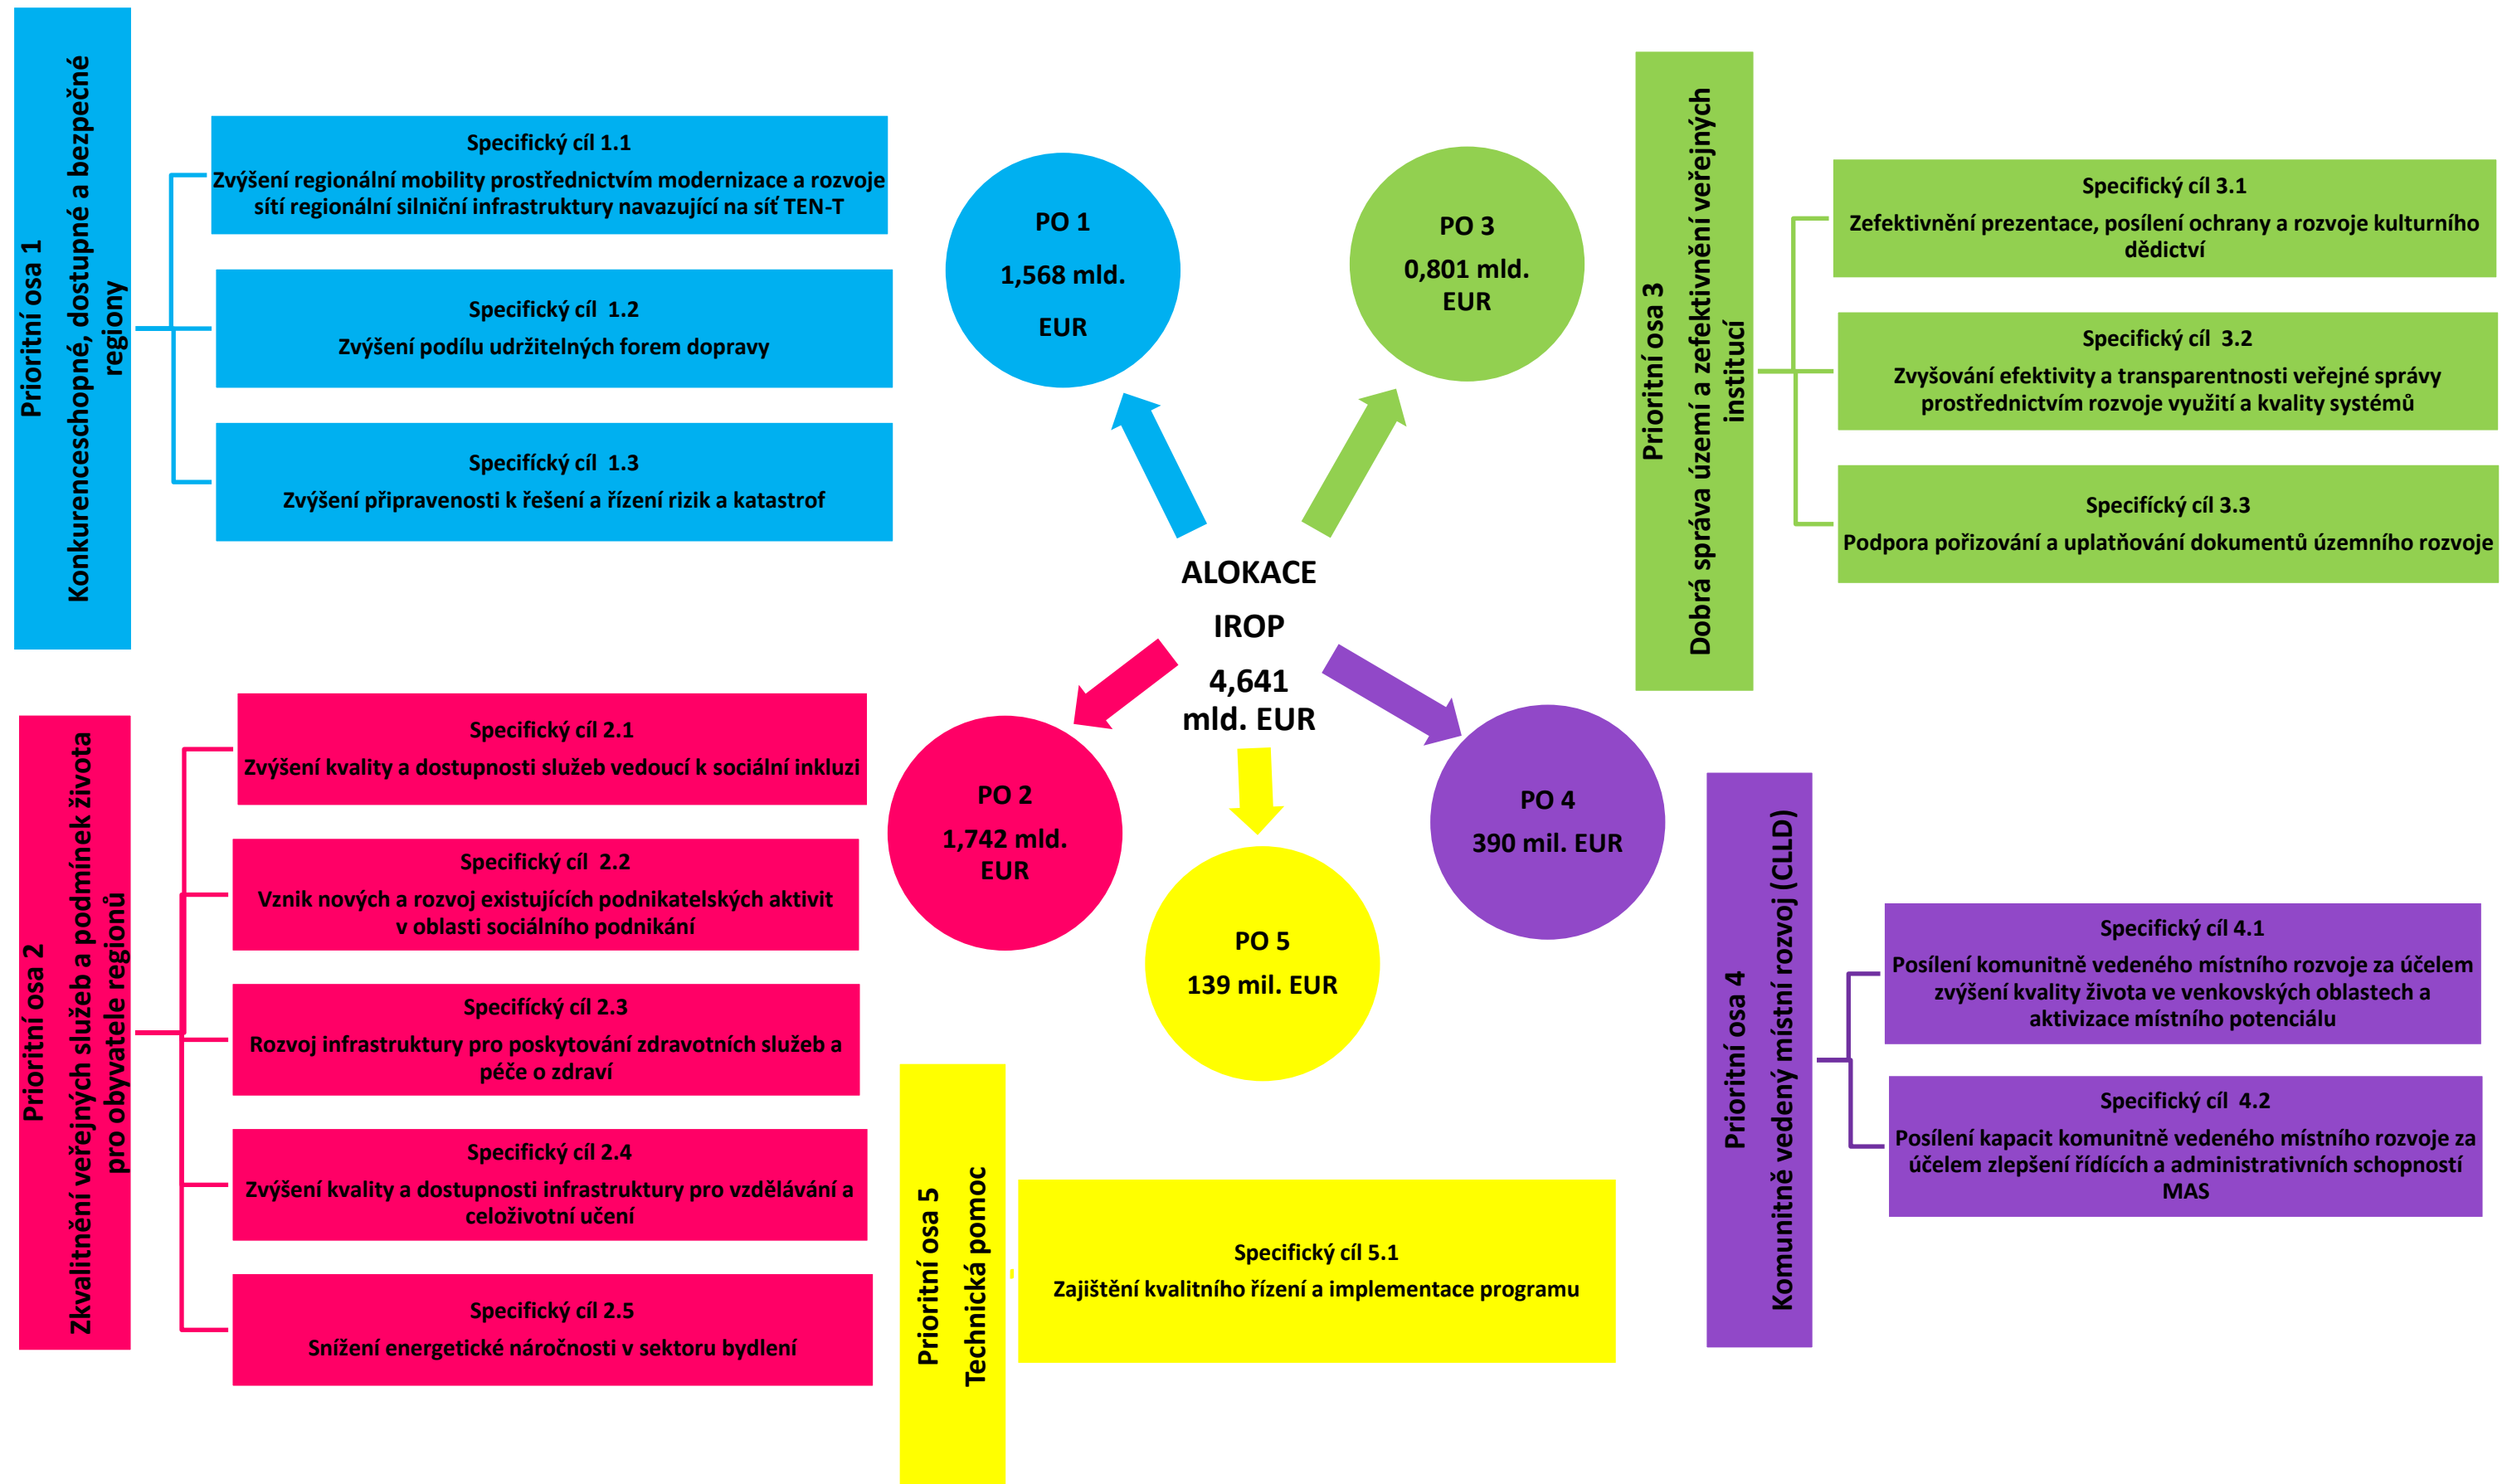 Prioritní osa 1
Konkurenceschopné, dostupné a bezpečné
regiony
Specifický cíl 1.1
Zvýšení regionální mobility prostřednictvím modernizace a rozvoje
sítí regionální silniční infrastruktury navazující na síť TEN-T
Specifický cíl 1.2
Zvýšení podílu udržitelných forem dopravy
Specifícký cíl 1.3
Zvýšení připravenosti k řešení a řízení rizik a katastrof
PO 1
1,568 mld.
EUR
PO 3
0,801 mld.
EUR
Prioritní osa 3
Dobrá správa území a zefektivnění veřejných
institucí
Specifický cíl 3.1
Zefektivnění prezentace, posílení ochrany a rozvoje kulturního
dědictví
Specifický cíl 3.2
Zvyšování efektivity a transparentnosti veřejné správy
prostřednictvím rozvoje využití a kvality systémů
Specifícký cíl 3.3
Podpora pořizování a uplatňování dokumentů územního rozvoje
ALOKACE
IROP
4,641
mld. EUR
Prioritní osa 2
Zkvalitnění veřejných služeb a podmínek života
pro obyvatele regionů
Specifický cíl 2.1
Zvýšení kvality a dostupnosti služeb vedoucí k sociální inkluzi
Specifický cíl 2.2
Vznik nových a rozvoj existujících podnikatelských aktivit
v oblasti sociálního podnikání
Specifícký cíl 2.3
Rozvoj infrastruktury pro poskytování zdravotních služeb a
péče o zdraví
Specifický cíl 2.4
Zvýšení kvality a dostupnosti infrastruktury pro vzdělávání a
celoživotní učení
Specifický cíl 2.5
Snížení energetické náročnosti v sektoru bydlení
PO 2
1,742 mld.
EUR
PO 5
139 mil. EUR
PO 4
390 mil. EUR
Prioritní osa 5
Technická pomoc
Specifický cíl 5.1
Zajištění kvalitního řízení a implementace programu
Prioritní osa 4
Komunitně vedený místní rozvoj (CLLD)
Specifický cíl 4.1
Posílení komunitně vedeného místního rozvoje za účelem
zvýšení kvality života ve venkovských oblastech a
aktivizace místního potenciálu
Specifický cíl 4.2
Posílení kapacit komunitně vedeného místního rozvoje za
účelem zlepšení řídících a administrativních schopností
MAS